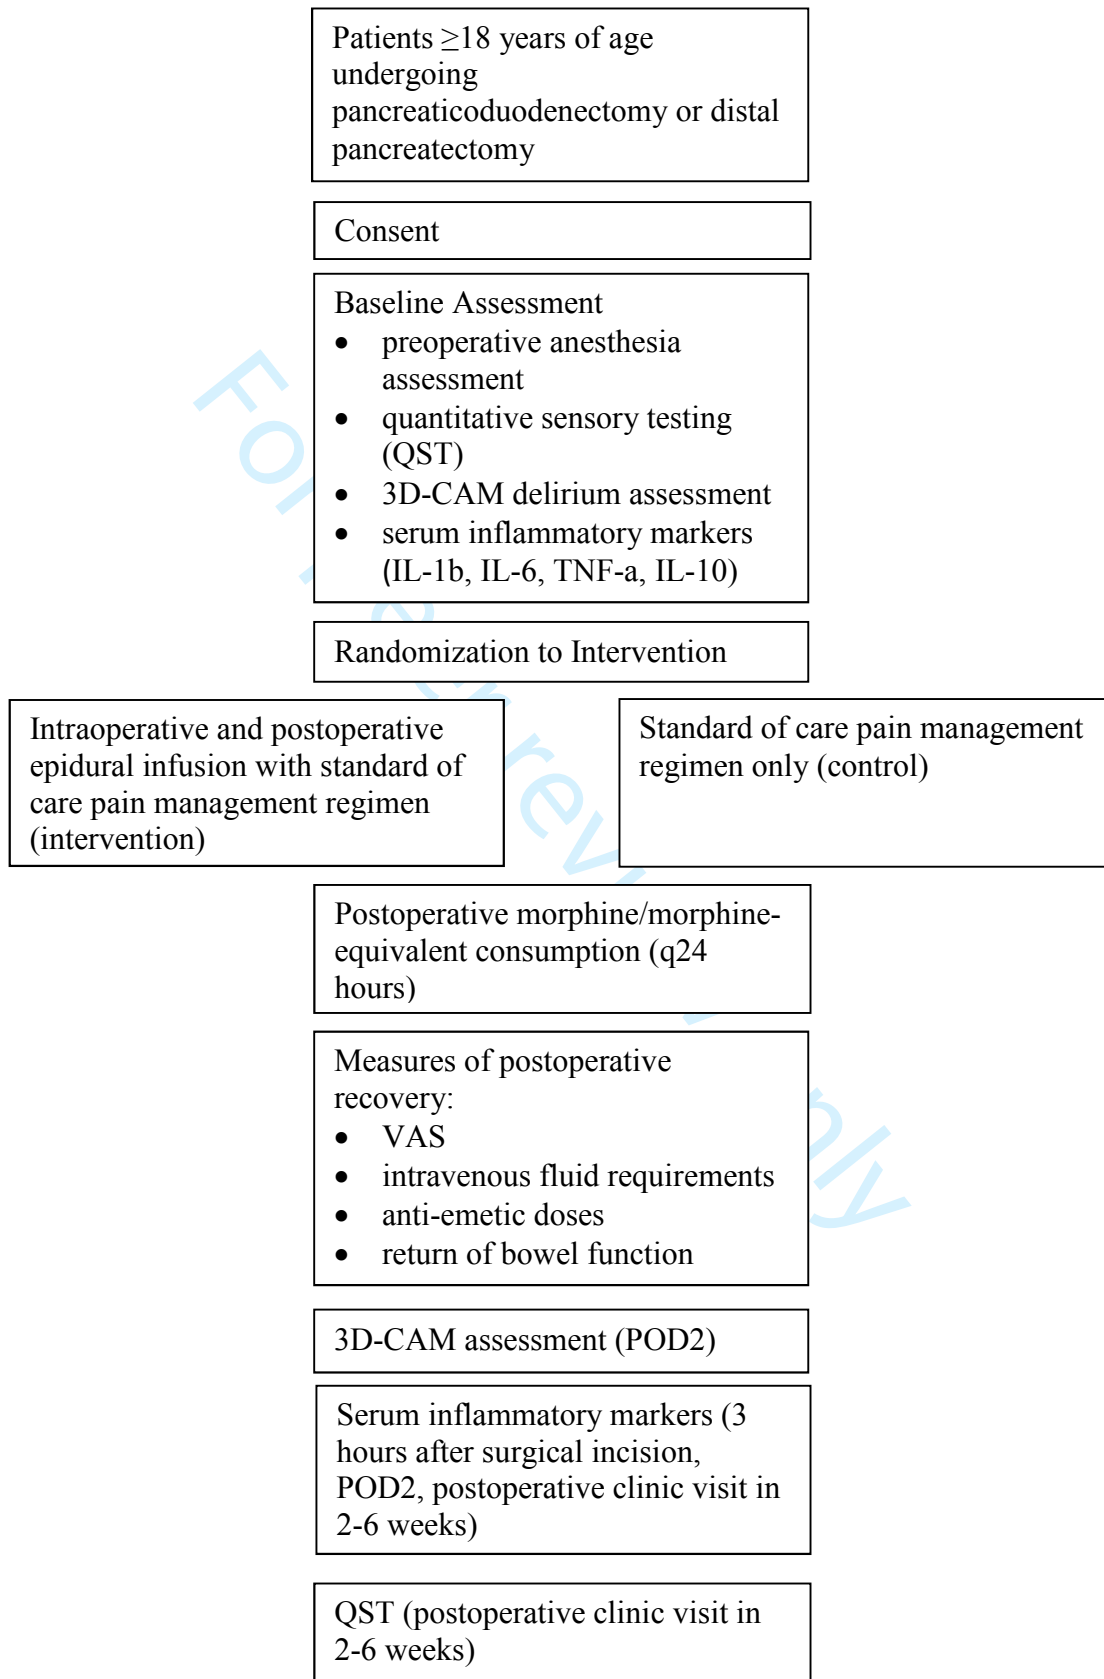 Patients ≥18 years of age
undergoing
pancreaticoduodenectomy or distal
pancreatectomy
Consent
Baseline Assessment
• preoperative anesthesia
assessment
• quantitative sensory testing
(QST)
• 3D-CAM delirium assessment
• serum inflammatory markers
(IL-1b, IL-6, TNF-a, IL-10)
Randomization to Intervention
Intraoperative and postoperative
epidural infusion with standard of
care pain management regimen
(intervention)
Standard of care pain management
regimen only (control)
Postoperative morphine/morphine-
equivalent consumption (q24
hours)
Measures of postoperative
recovery:
• VAS
• intravenous fluid requirements
• anti-emetic doses
• return of bowel function
3D-CAM assessment (POD2)
Serum inflammatory markers (3
hours after surgical incision,
POD2, postoperative clinic visit in
2-6 weeks)
QST (postoperative clinic visit in
2-6 weeks)